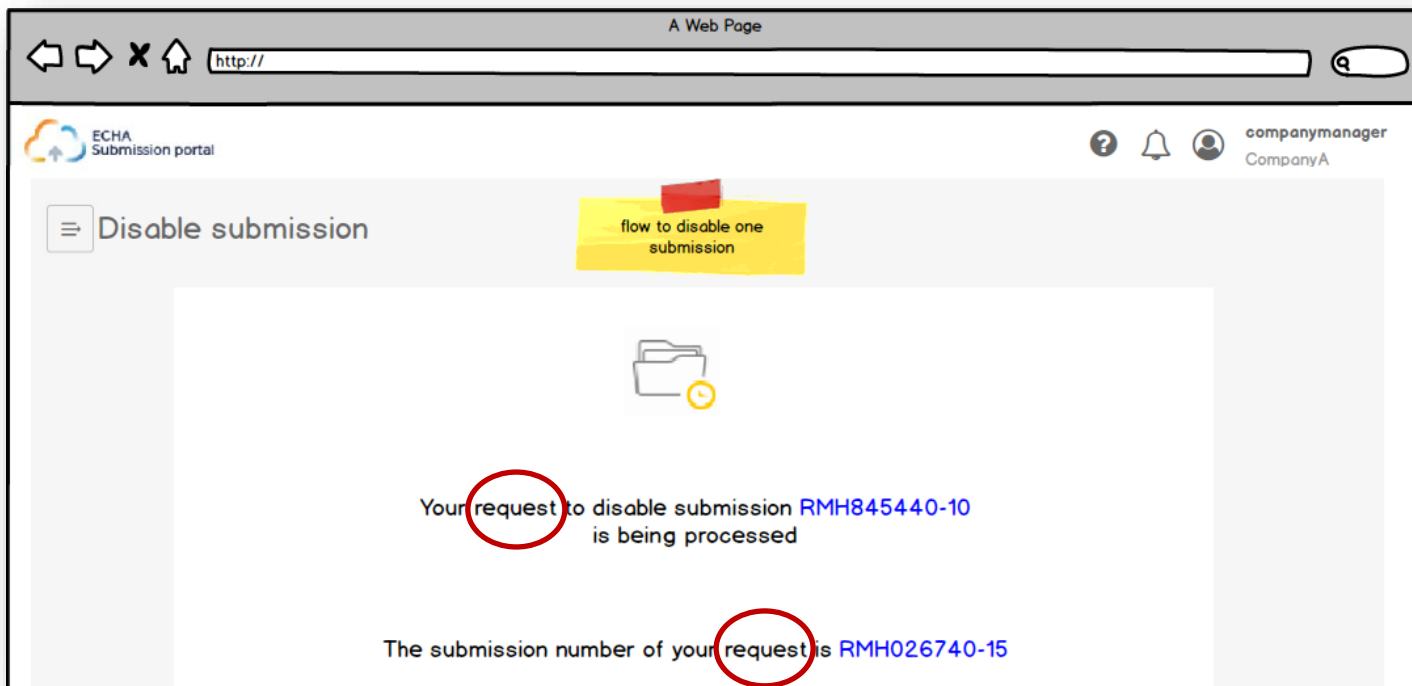 A Web Page
http://
ECHA
Submission portal
companymanager
CompanyA
Disable submission
flow to disable one
submission
Your request to disable submission RMH845440-10
is being processed
The submission number of your request is RMH026740-15